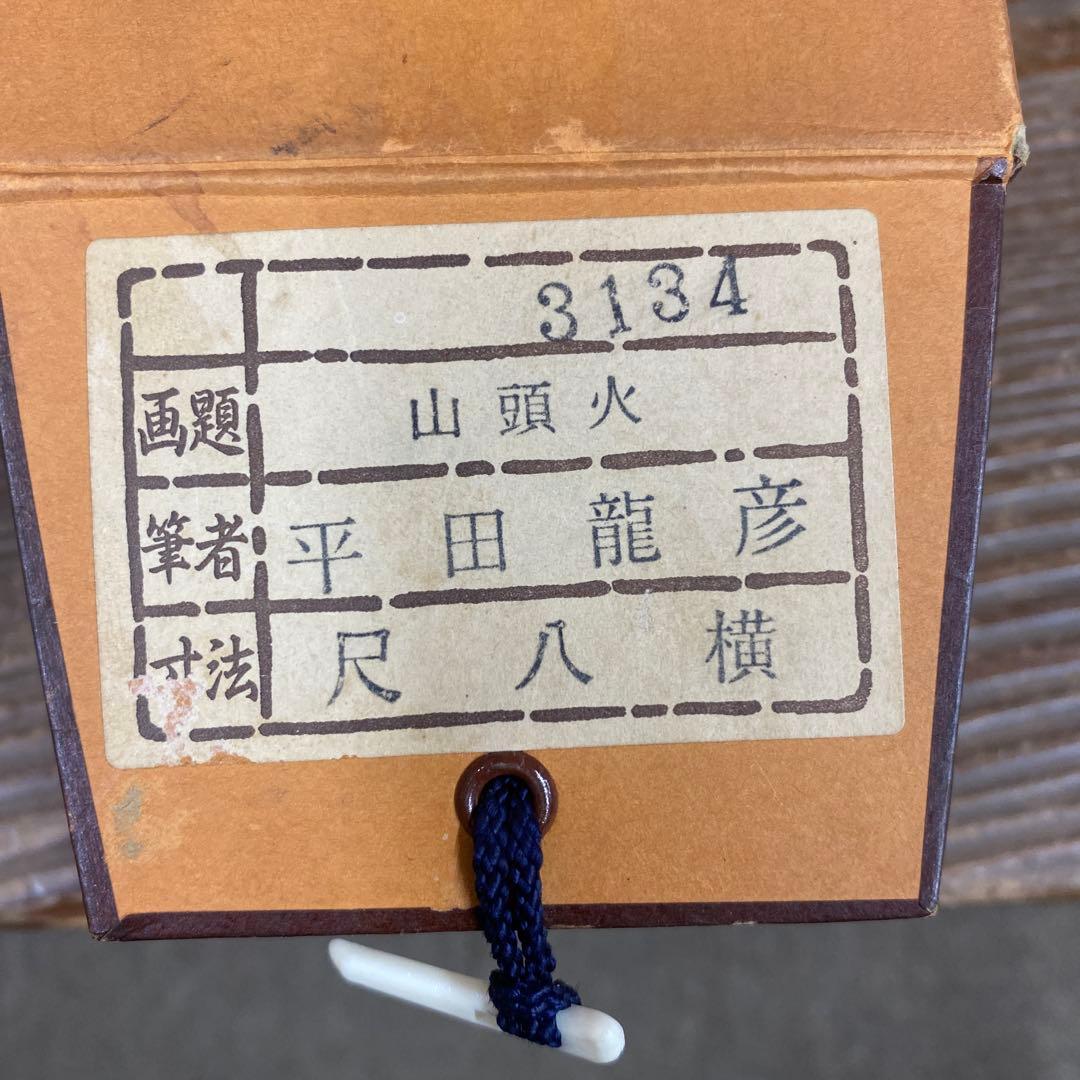 3134
画題 山頭火
筆者 平田龍彦
寸法 尺八横